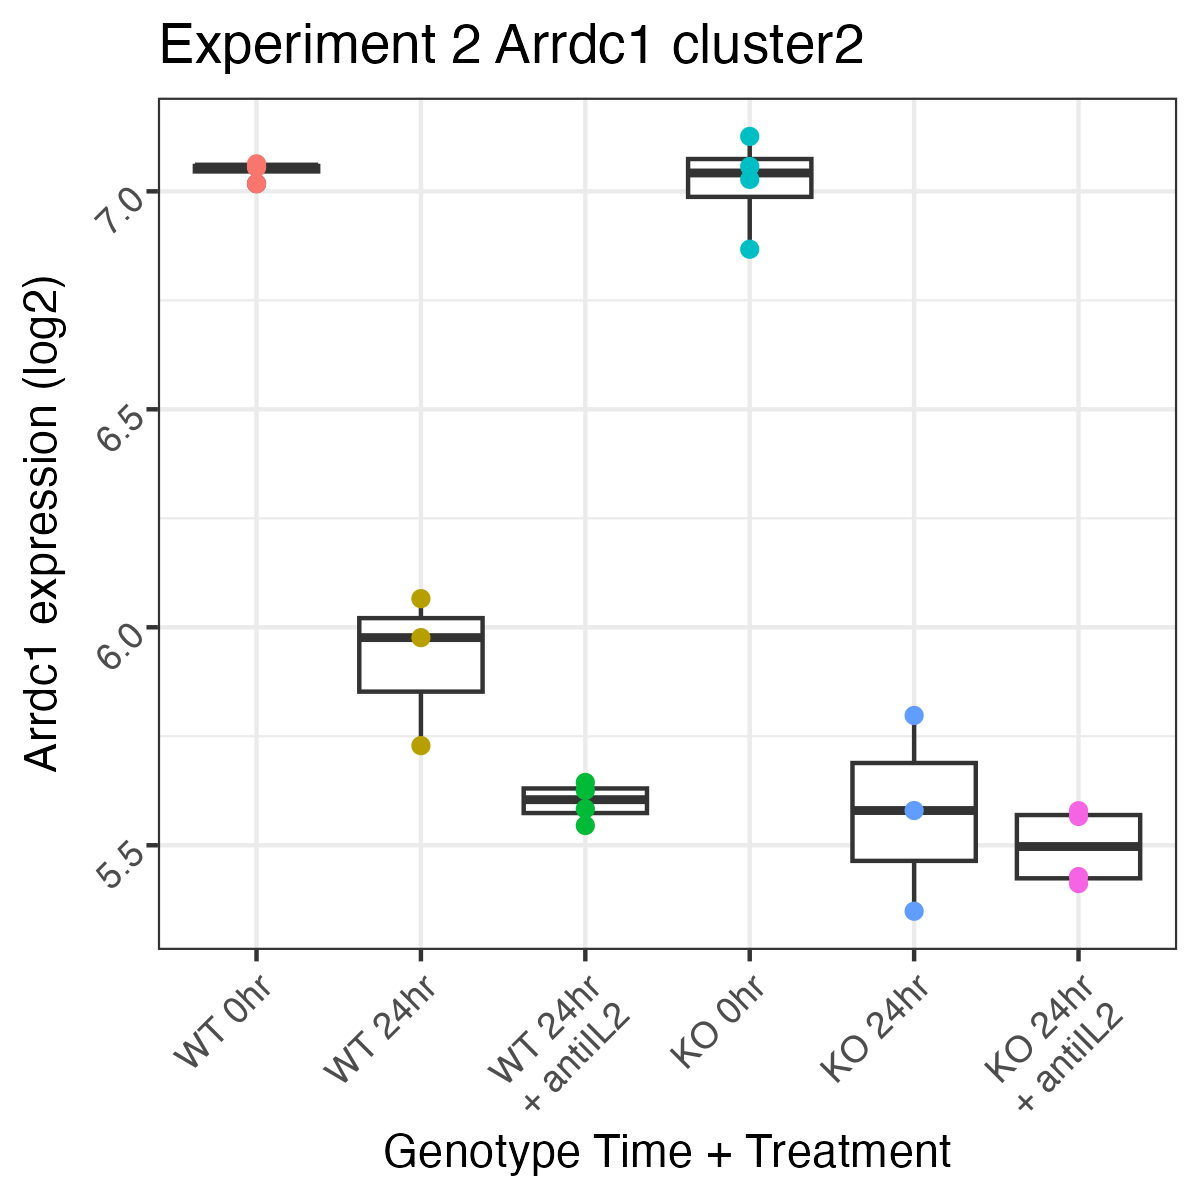 Experiment 2 Arrdc1 cluster2
Arrdc1 expression (log2)
7.0
6.5
6.0
5.5
WT 0hr
WT 24hr
WT 24hr
+ antiIL2
KO 0hr
KO 24hr
KO 24hr
+ antiIL2
Genotype Time + Treatment